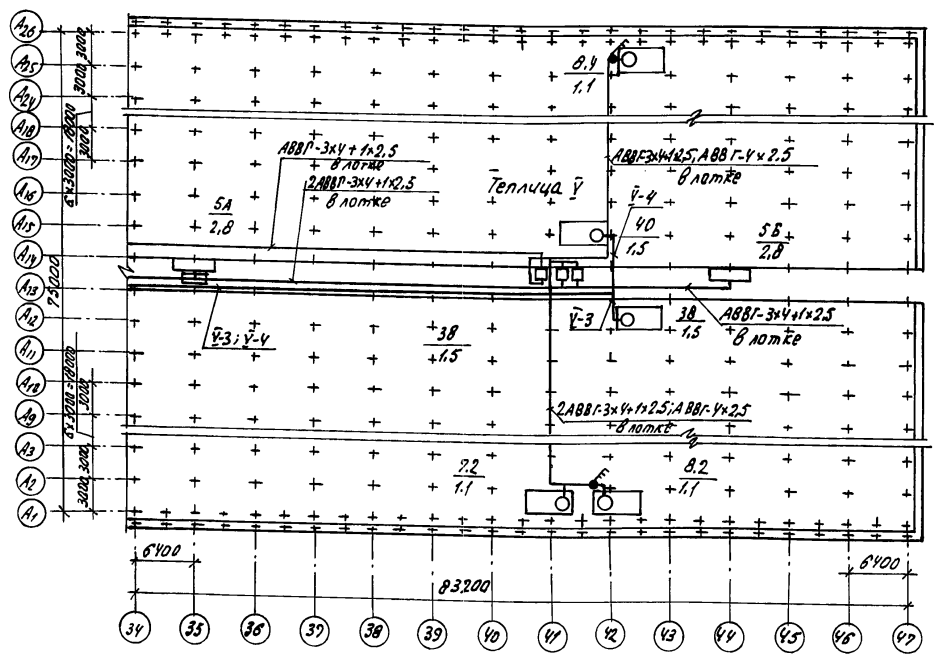 А26
А25
А24
А18
А17
А16
А15
А14
А13
А12
А11
А10
А9
А3
А2
А1
3000
3000
6×3000=18000
3000
75000
6×3000=18000
3000
3000
3000
8.4
1,1
АВВГ-3×4+1×2,5
в лотке
2АВВГ-3×4+1×2,5
в лотке
Теплица V
АВВГ-3×4+1×2,5; АВВГ-4×2,5
в лотке
5А
2,8
V-4
40
1,5
5Б
2,8
V-3; V-4
38
1,5
V-3
38
1,5
АВВГ-3×4+1×2,5
в лотке
2АВВГ-3×4+1×2,5; АВВГ-4×2,5
в лотке
7.2
1.1
8.2
1,1
6400
6400
83200
34 35 36 37 38 39 40 41 42 43 44 45 46 47